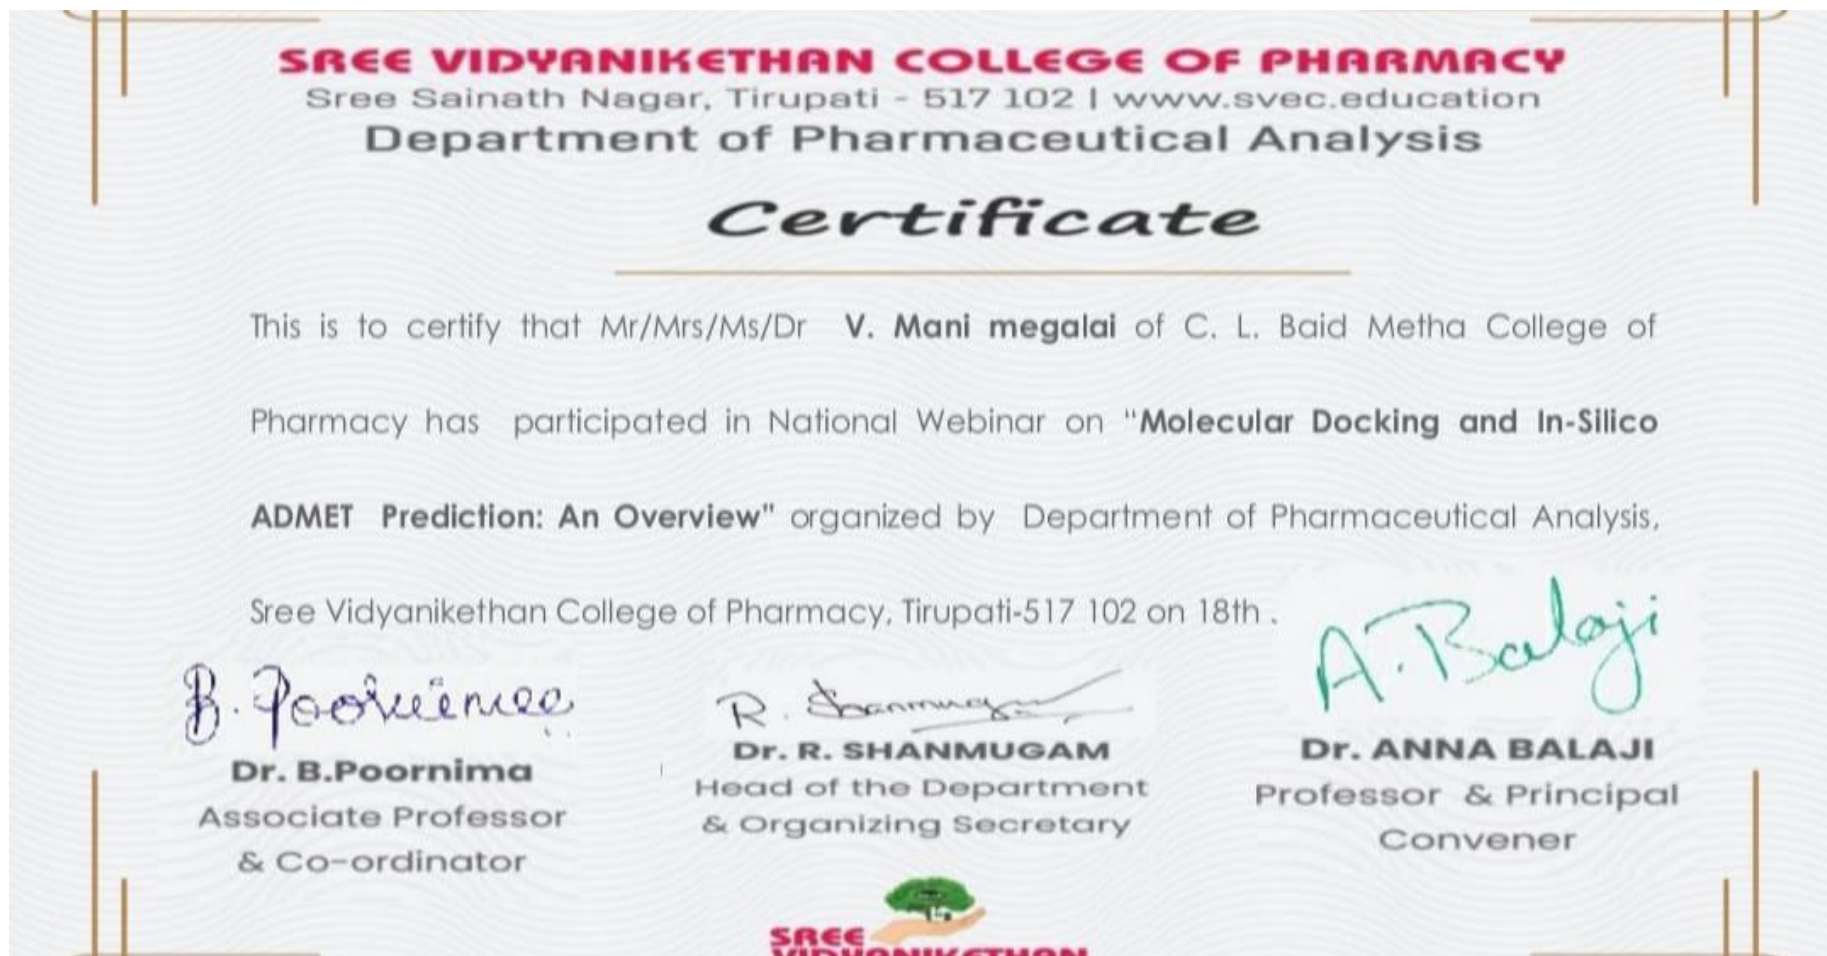 SREE VIDYANIKETHAN COLLEGE OF PHARMACY
Sree Sainath Nagar, Tirupati - 517 102 | www.svec.education
Department of Pharmaceutical Analysis
Certificate
This is to certify that Mr/Mrs/Ms/Dr V. Mani megalai of C. L. Baid Metha College of
Pharmacy has participated in National Webinar on "Molecular Docking and In-Silico
ADMET Prediction: An Overview" organized by Department of Pharmaceutical Analysis,
Sree Vidyanikethan College of Pharmacy, Tirupati-517 102 on 18th .
B. Poornima
R. Shanmugam
A. Balaji
Dr. B.Poornima
Associate Professor
& Co-ordinator
Dr. R. SHANMUGAM
Head of the Department
& Organizing Secretary
Dr. ANNA BALAJI
Professor & Principal
Convener
SREE
VIDYANIKETHAN